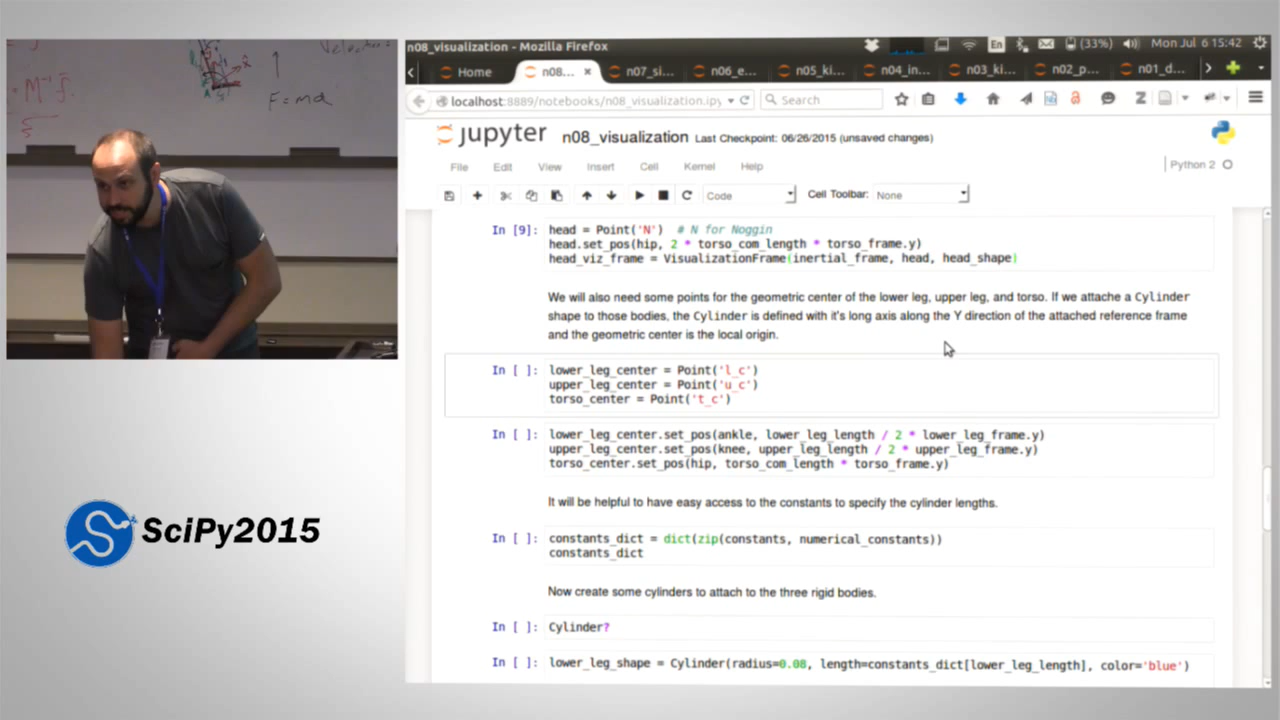 Velocities:
= M⁻¹ f.
F = ma
SciPy2015
n08_visualization - Mozilla Firefox
En
(33%)
Mon Jul 6 15:42
Home
n08...
n07_si...
n06_e...
n05_ki...
n04_in...
n03_ki...
n02_p...
n01_d...
localhost:8889/notebooks/n08_visualization.ipy
Search
jupyter n08_visualization Last Checkpoint: 06/26/2015 (unsaved changes)
File Edit View Insert Cell Kernel Help
Python 2
Code
Cell Toolbar: None
In [9]: head = Point('N') # N for Noggin
head.set_pos(hip, 2 * torso_com_length * torso_frame.y)
head_viz_frame = VisualizationFrame(inertial_frame, head, head_shape)
We will also need some points for the geometric center of the lower leg, upper leg, and torso. If we attache a Cylinder
shape to those bodies, the Cylinder is defined with it's long axis along the Y direction of the attached reference frame
and the geometric center is the local origin.
In [ ]: lower_leg_center = Point('l_c')
upper_leg_center = Point('u_c')
torso_center = Point('t_c')
In [ ]: lower_leg_center.set_pos(ankle, lower_leg_length / 2 * lower_leg_frame.y)
upper_leg_center.set_pos(knee, upper_leg_length / 2 * upper_leg_frame.y)
torso_center.set_pos(hip, torso_com_length * torso_frame.y)
It will be helpful to have easy access to the constants to specify the cylinder lengths.
In [ ]: constants_dict = dict(zip(constants, numerical_constants))
constants_dict
Now create some cylinders to attach to the three rigid bodies.
In [ ]: Cylinder?
In [ ]: lower_leg_shape = Cylinder(radius=0.08, length=constants_dict[lower_leg_length], color='blue')